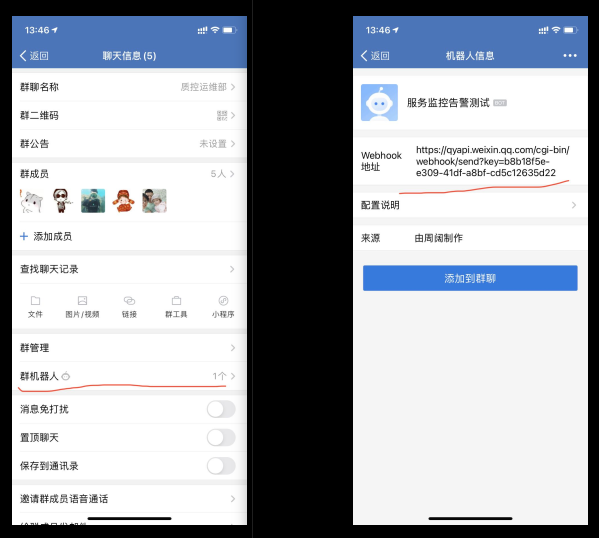 13:46
返回
聊天信息(5)
群聊名称
质控运维部
群二维码
群公告
未设置
群成员
5人
添加成员
查找聊天记录
文件
图片/视频
链接
群工具
小程序
群管理
群机器人
1个
消息免打扰
置顶聊天
保存到通讯录
邀请群成员语音通话
13:46
返回
机器人信息
服务监控告警测试 BOT
Webhook
地址
https://qyapi.weixin.qq.com/cgi-bin/
webhook/send?key=b8b18f5e-
e309-41df-a8bf-cd5c12635d22
配置说明
来源
由周阔制作
添加到群聊